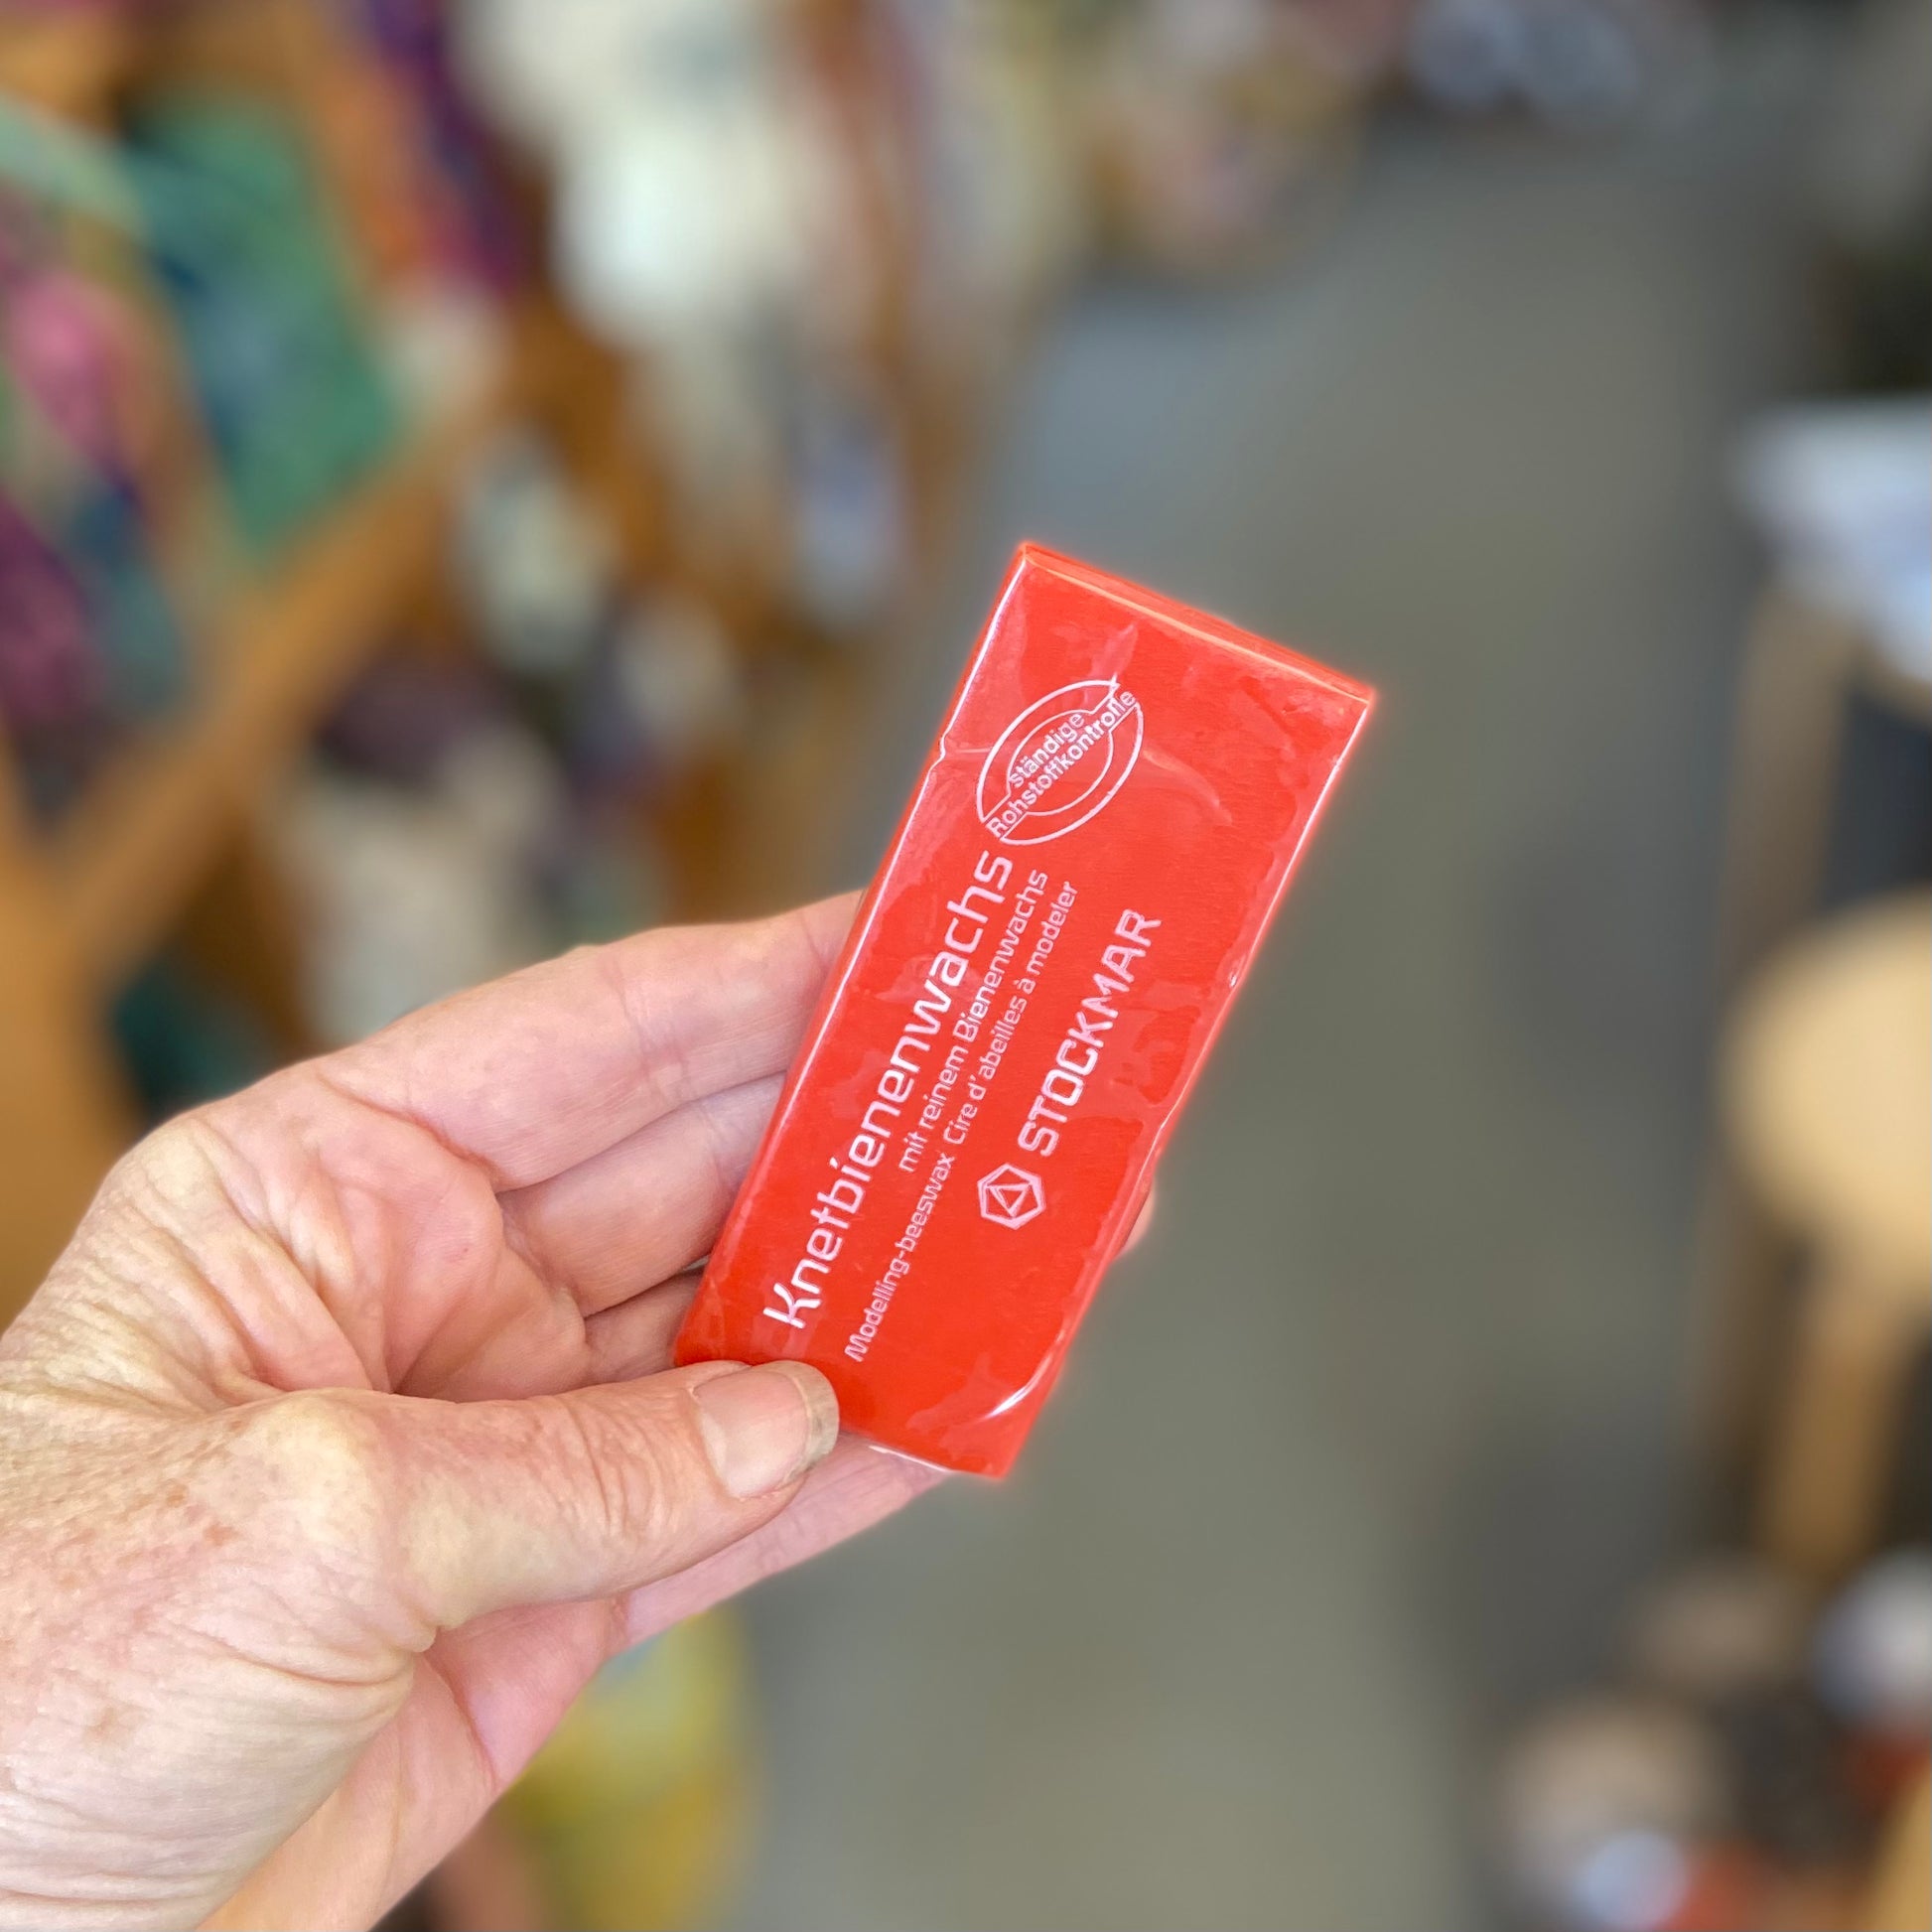 ständige
Rohstoffkontrolle
Knetbienenwachs
mit reinem Bienenwachs
Modelling-beeswax Cire d'abeilles à modeler
STOCKMAR